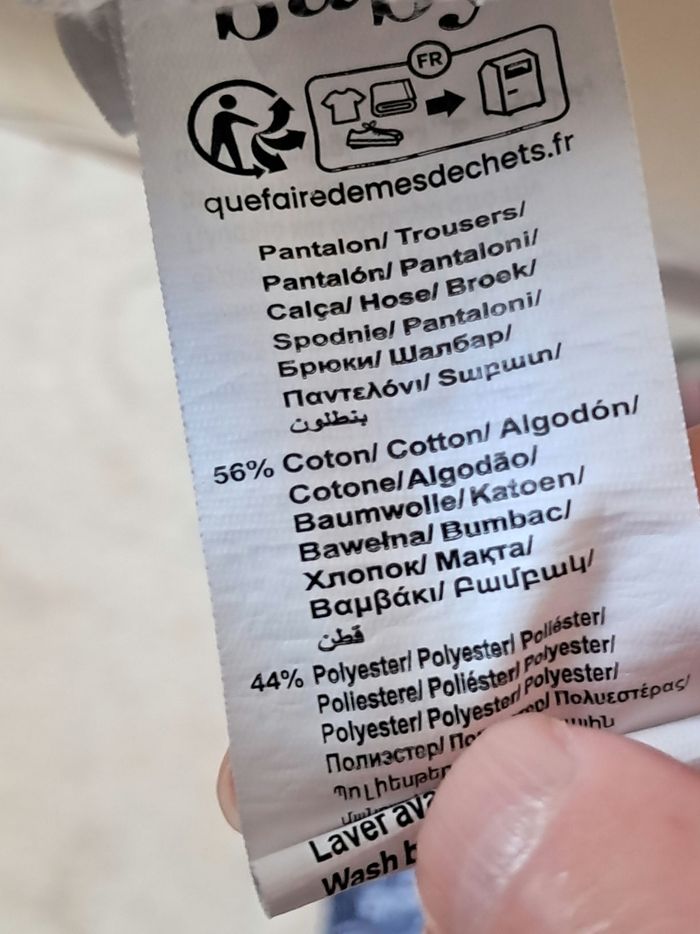 FR
quefairedemesdechets.fr
Pantalon/ Trousers/
Pantalón/ Pantaloni/
Calça/ Hose/ Broek/
Spodnie/ Pantaloni/
Брюки/ Шалбар/
Παντελόνι/ Տաբատ/
بنطلون
56% Coton/ Cotton/ Algodón/
Cotone/Algodão/
Baumwolle/ Katoen/
Bawełna/ Bumbac/
Хлопок/ Мақта/
Βαμβάκι/ Բամբակ/
قطن
44% Polyester/ Polyester/ Poliéster/
Poliestere/ Poliéster/ Polyester/
Polyester/ Polyester/ Polyester/
Полиэстер/ Πολυεστέρας/
Laver
Wash